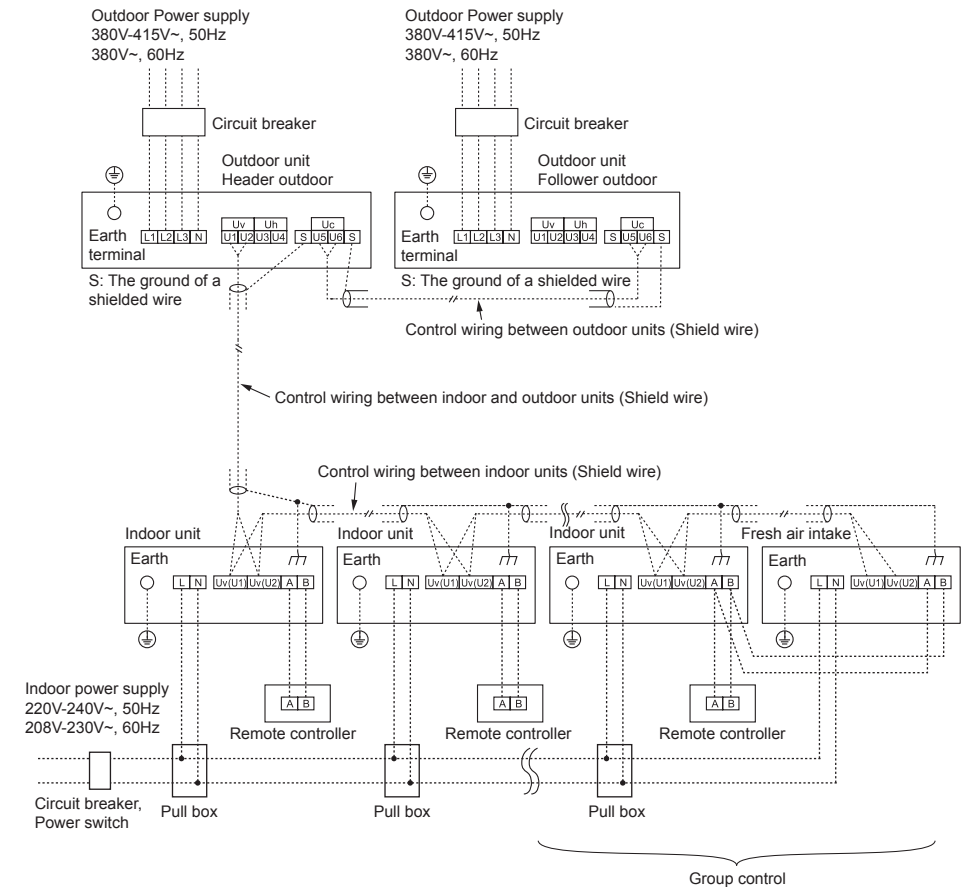 Outdoor Power supply
380V-415V~, 50Hz
380V~, 60Hz
Outdoor Power supply
380V-415V~, 50Hz
380V~, 60Hz
Circuit breaker
Circuit breaker
Outdoor unit
Header outdoor
Outdoor unit
Follower outdoor
Earth
terminal
L1 L2 L3 N
Uv Uh
U1 U2 U3 U4
Uc
S U5 U6 S
Earth
terminal
L1 L2 L3 N
Uv Uh
U1 U2 U3 U4
Uc
S U5 U6 S
S: The ground of a
shielded wire
S: The ground of a shielded wire
Control wiring between outdoor units (Shield wire)
Control wiring between indoor and outdoor units (Shield wire)
Control wiring between indoor units (Shield wire)
Indoor unit
Indoor unit
Indoor unit
Fresh air intake
Earth
L N Uv(U1) Uv(U2) A B
Earth
L N Uv(U1) Uv(U2) A B
Earth
L N Uv(U1) Uv(U2) A B
Earth
L N Uv(U1) Uv(U2) A B
Indoor power supply
220V-240V~, 50Hz
208V-230V~, 60Hz
A B
Remote controller
A B
Remote controller
A B
Remote controller
Circuit breaker,
Power switch
Pull box
Pull box
Pull box
Group control